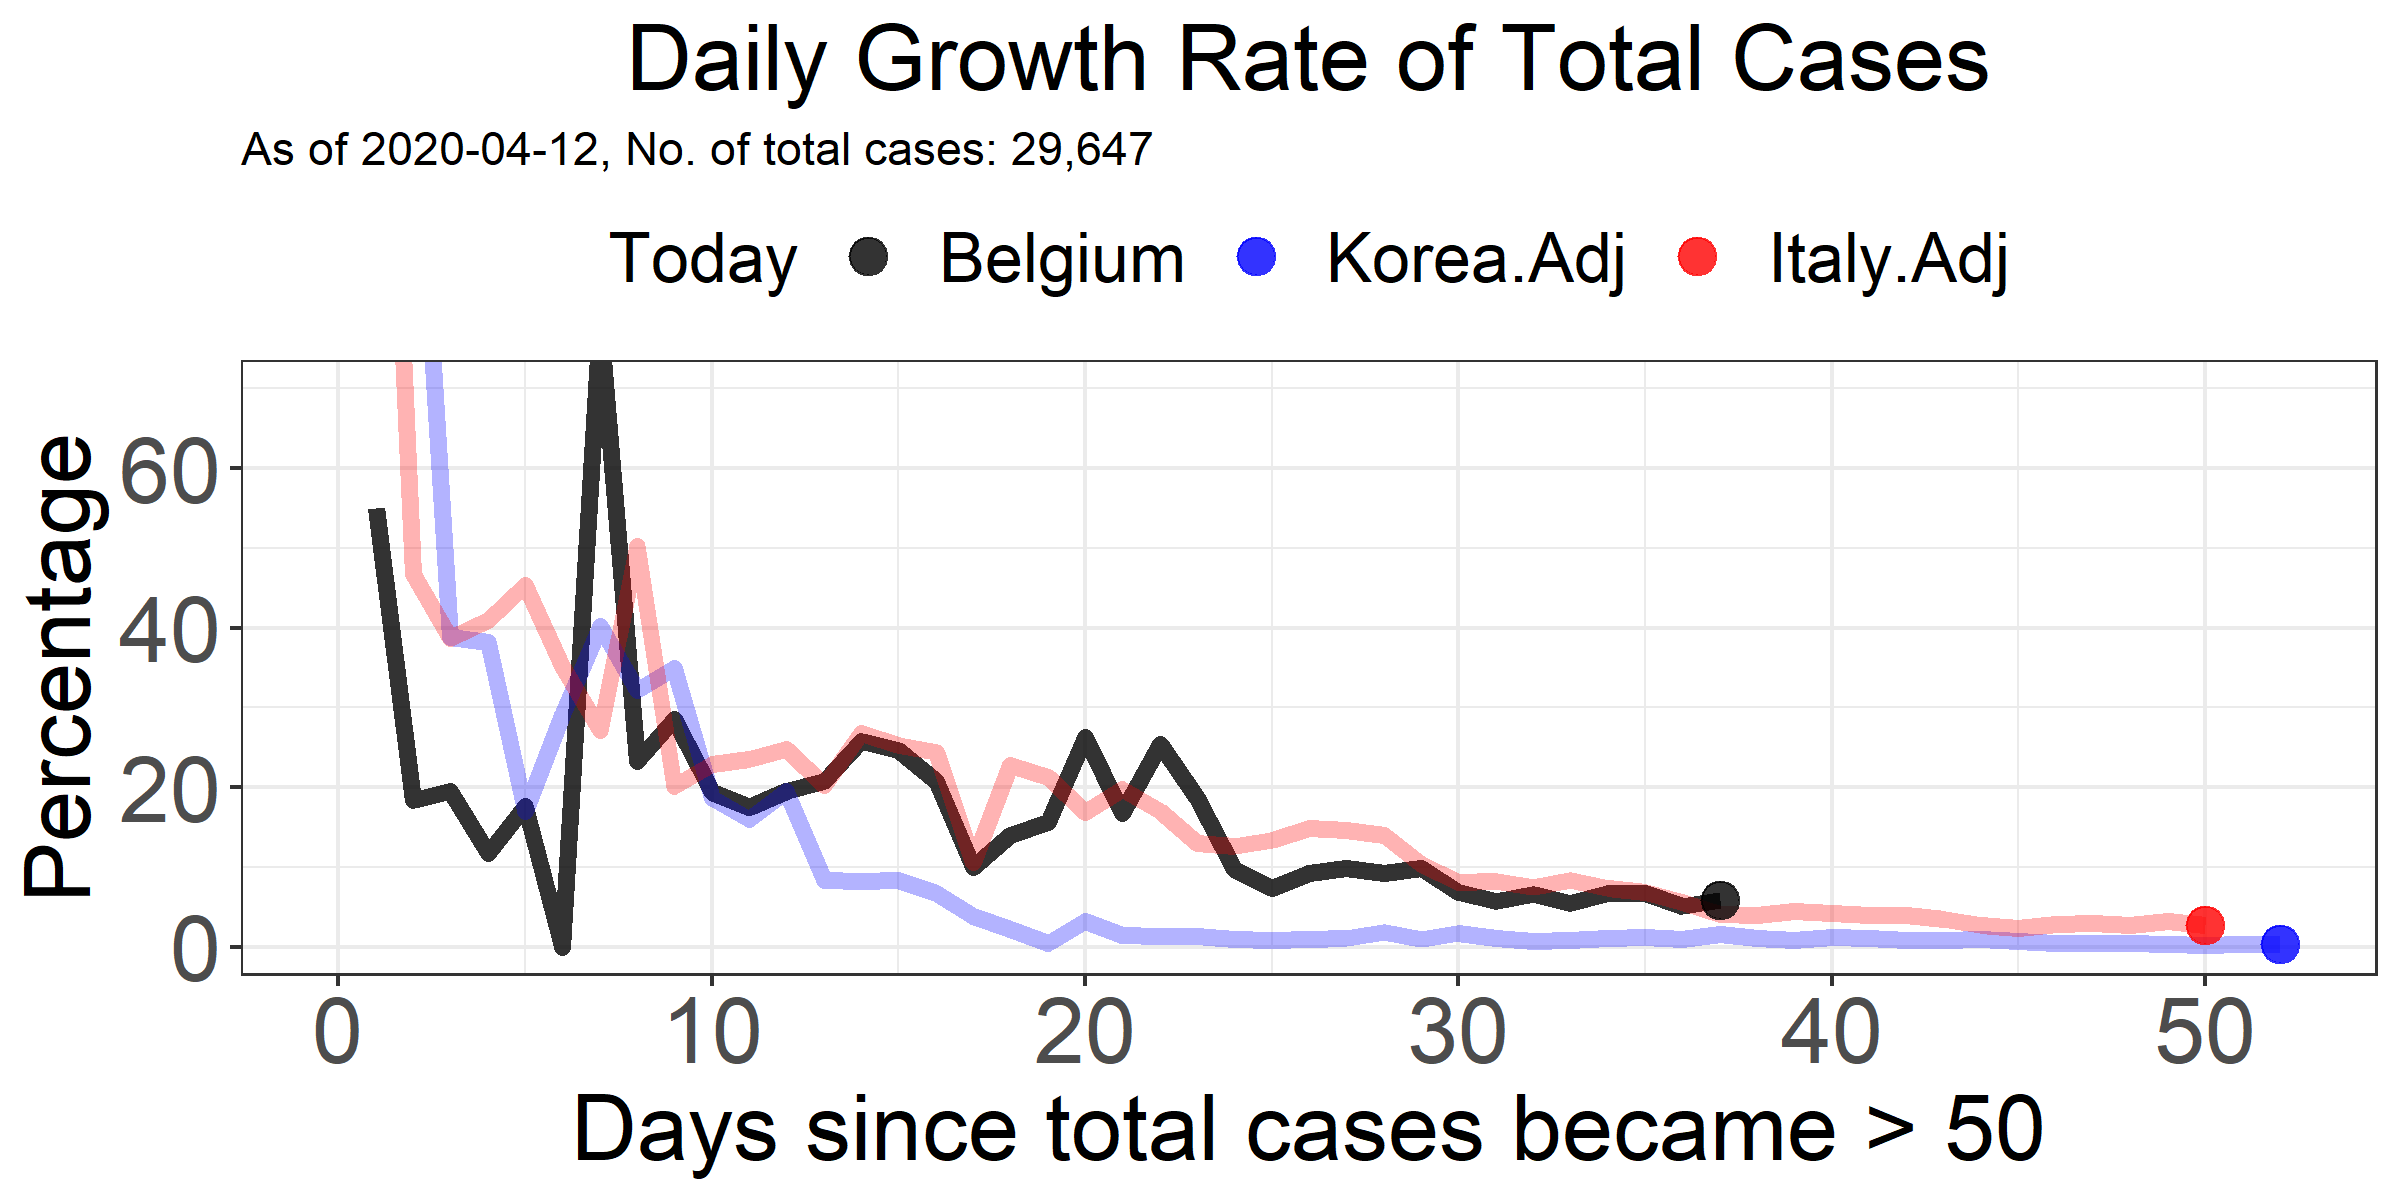 Daily Growth Rate of Total Cases
As of 2020-04-12, No. of total cases: 29,647
Today Belgium Korea.Adj Italy.Adj
Percentage
60
40
20
0
0 10 20 30 40 50
Days since total cases became > 50